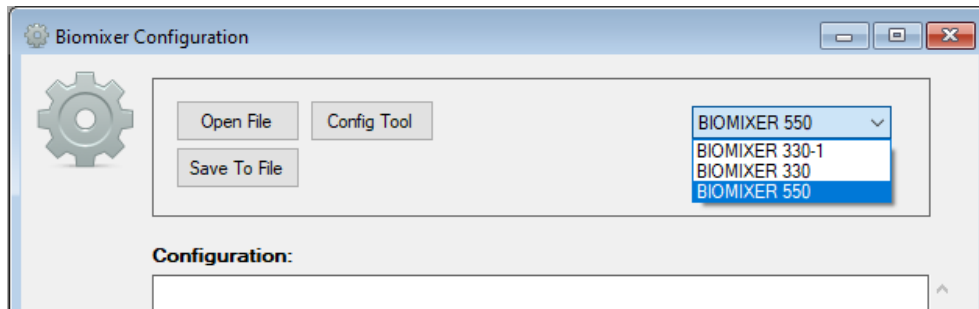 Biomixer Configuration
Open File
Config Tool
BIOMIXER 550
Save To File
BIOMIXER 330-1
BIOMIXER 330
BIOMIXER 550
Configuration: